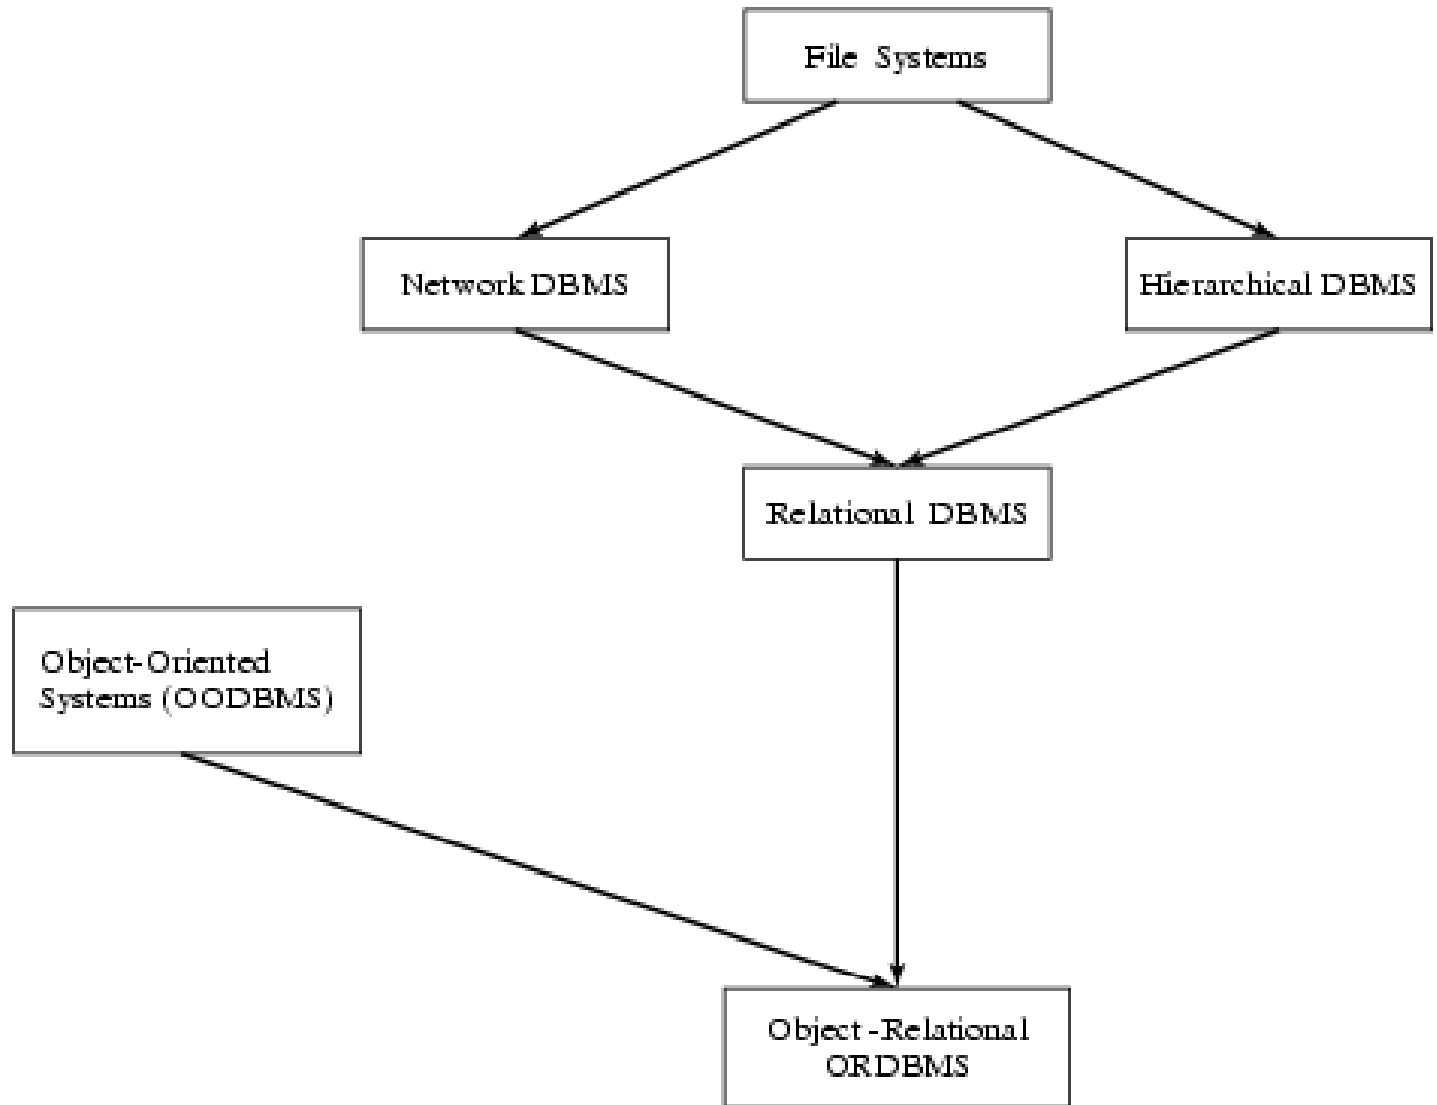 File Systems
Network DBMS
Hierarchical DBMS
Relational DBMS
Object-Oriented
Systems (OODBMS)
Object-Relational
ORDBMS